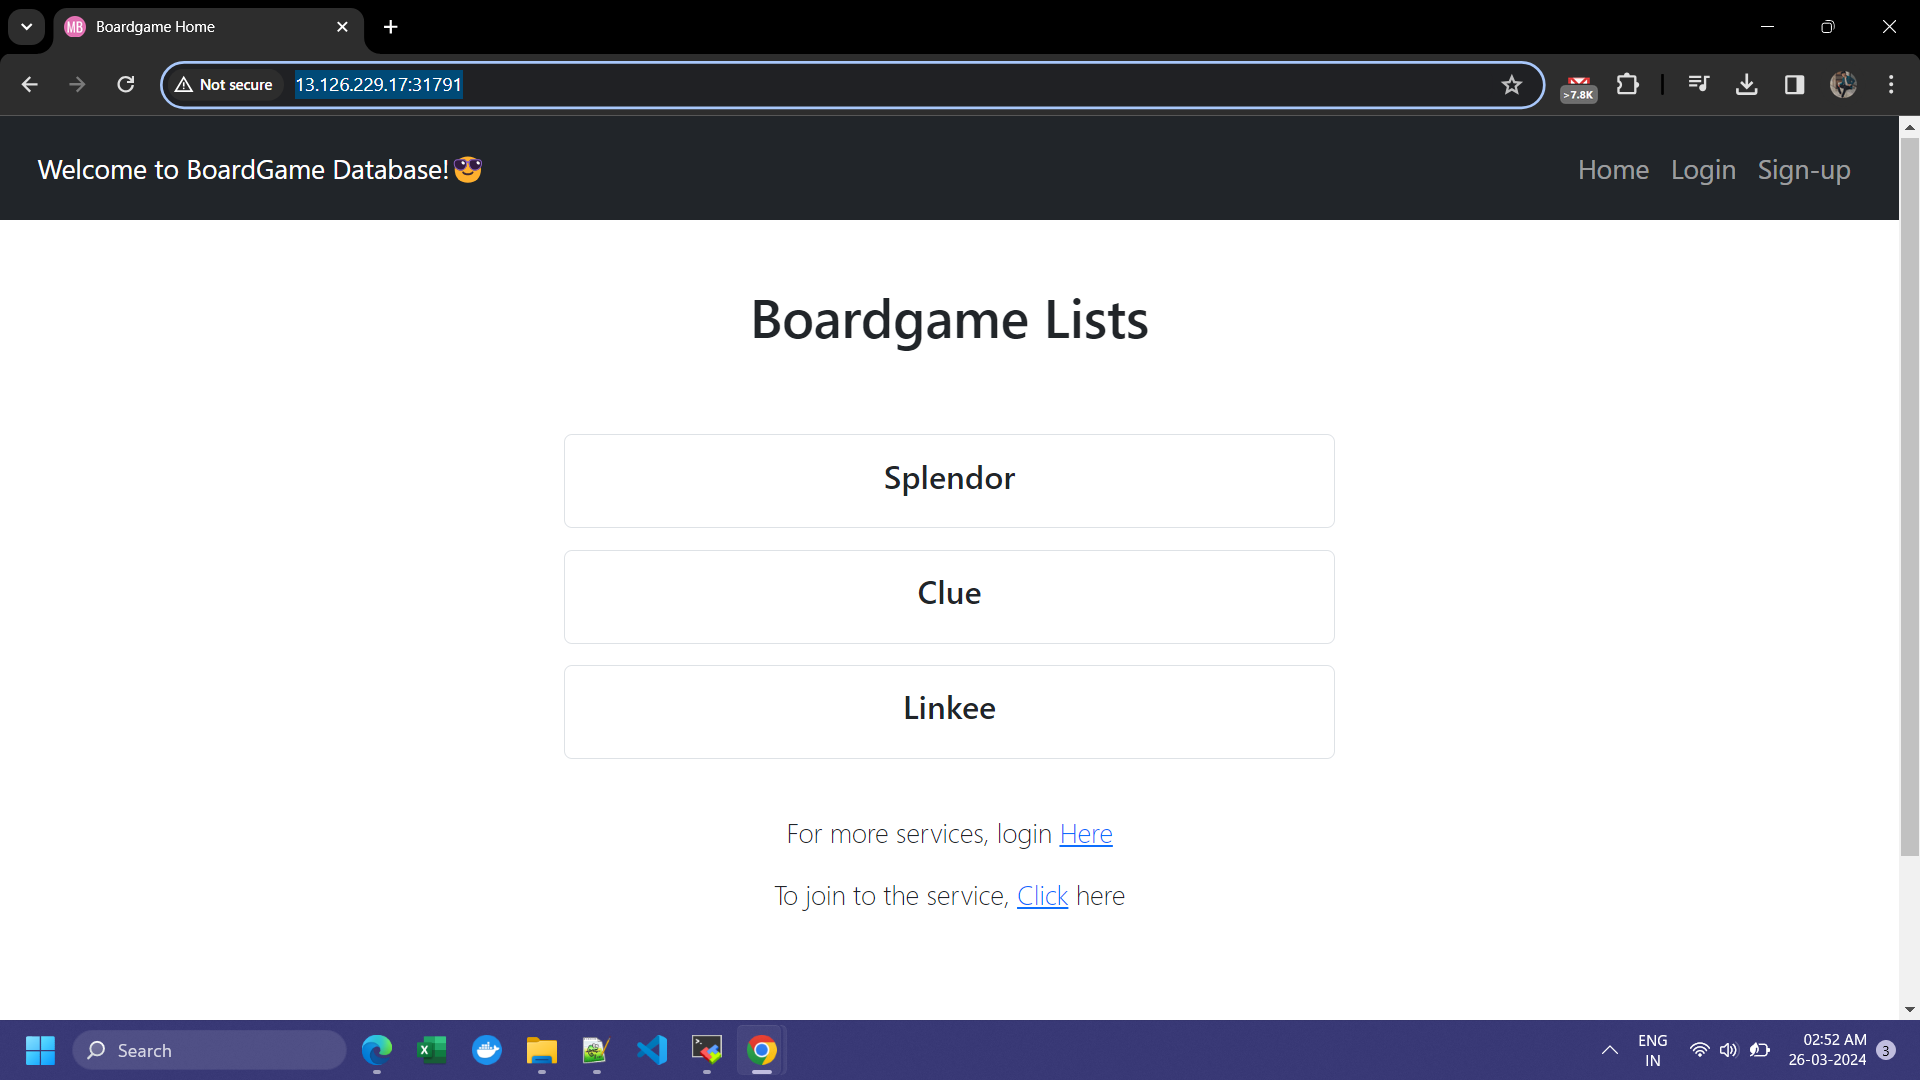 MB Boardgame Home
Not secure 13.126.229.17:31791
>7.8K
Welcome to BoardGame Database!😎 Home Login Sign-up
Boardgame Lists
Splendor
Clue
Linkee
For more services, login Here
To join to the service, Click here
Search
ENG
IN
02:52 AM
26-03-2024
3